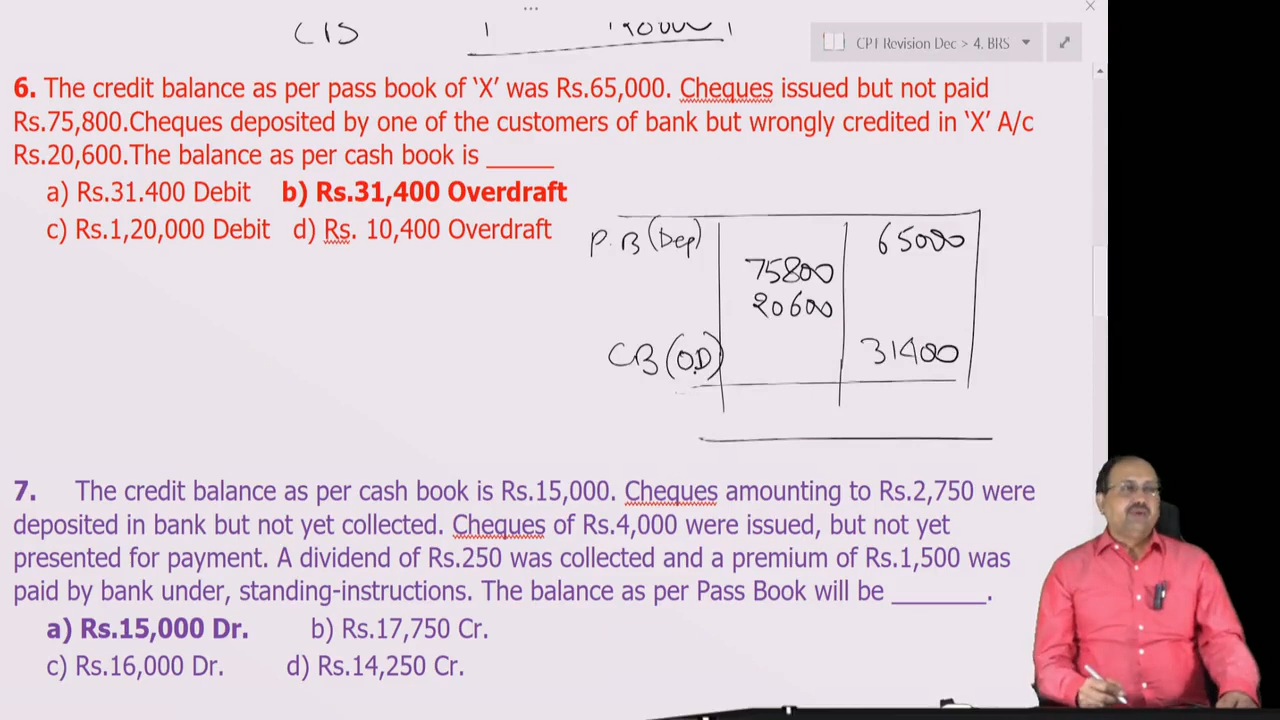 CPT Revision Dec > 4. BRS
6. The credit balance as per pass book of ‘X’ was Rs.65,000. Cheques issued but not paid
Rs.75,800.Cheques deposited by one of the customers of bank but wrongly credited in ‘X’ A/c
Rs.20,600.The balance as per cash book is _____
a) Rs.31.400 Debit b) Rs.31,400 Overdraft
c) Rs.1,20,000 Debit d) Rs. 10,400 Overdraft
P.B (Dep) 65000
75800
20600
CB (O.D) 31400
7. The credit balance as per cash book is Rs.15,000. Cheques amounting to Rs.2,750 were
deposited in bank but not yet collected. Cheques of Rs.4,000 were issued, but not yet
presented for payment. A dividend of Rs.250 was collected and a premium of Rs.1,500 was
paid by bank under, standing-instructions. The balance as per Pass Book will be _______.
a) Rs.15,000 Dr. b) Rs.17,750 Cr.
c) Rs.16,000 Dr. d) Rs.14,250 Cr.